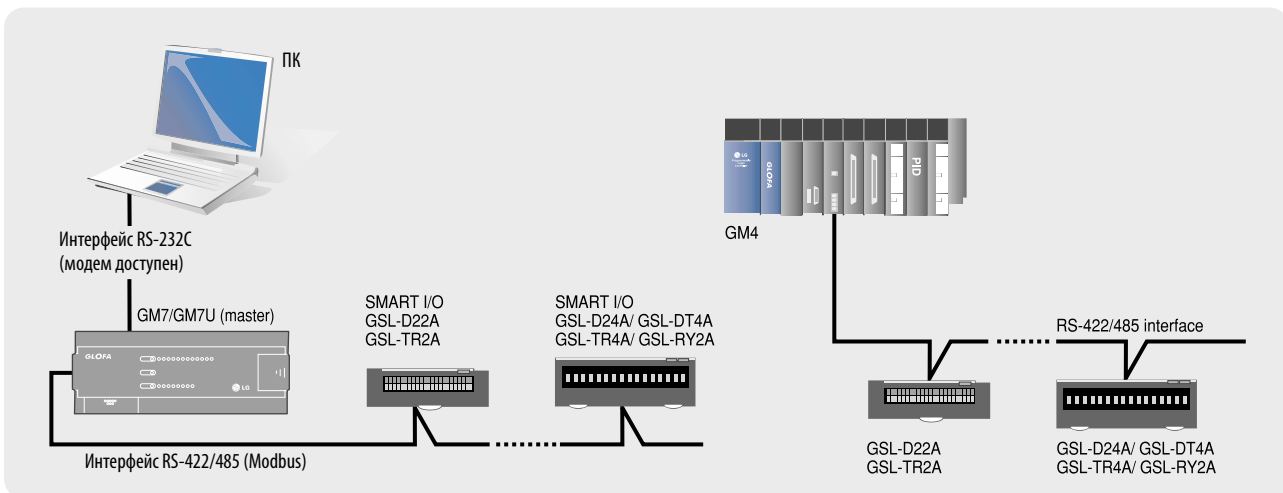 ПК
Интерфейс RS-232C
(модем доступен)
GM7/GM7U (master)
GLOFA
LG
SMART I/O
GSL-D22A
GSL-TR2A
SMART I/O
GSL-D24A/ GSL-DT4A
GSL-TR4A/ GSL-RY2A
Интерфейс RS-422/485 (Modbus)
LG
GLOFA
PID
GM4
RS-422/485 interface
GSL-D22A
GSL-TR2A
GSL-D24A/ GSL-DT4A
GSL-TR4A/ GSL-RY2A